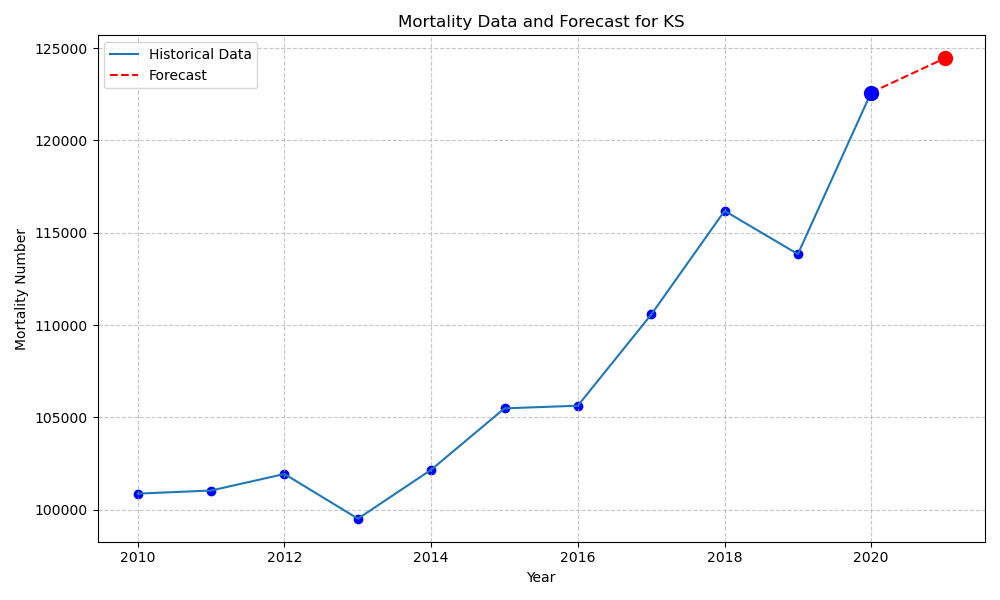 Mortality Data and Forecast for KS
Historical Data
Forecast
Mortality Number
125000
120000
115000
110000
105000
100000
2010
2012
2014
2016
2018
2020
Year